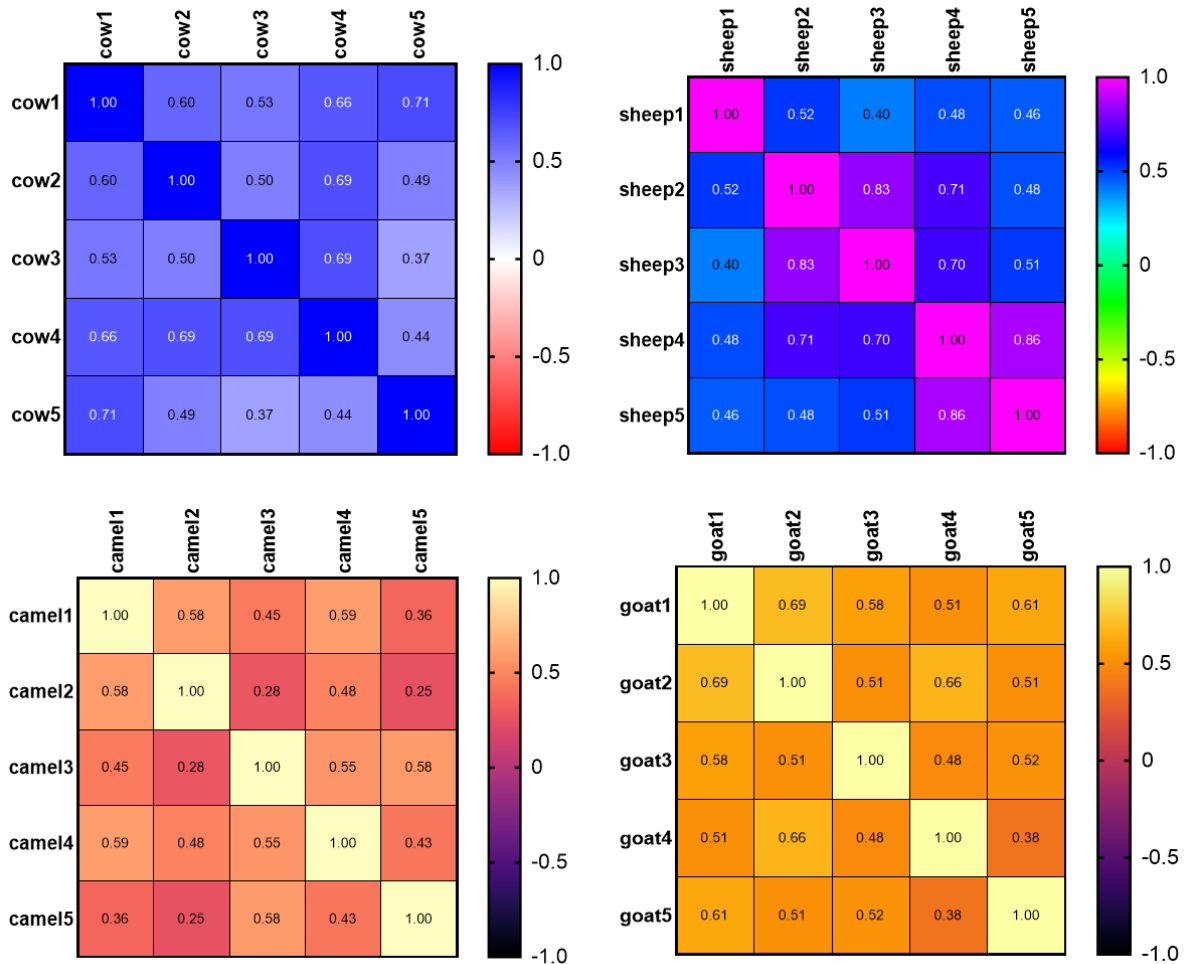 cow1 cow2 cow3 cow4 cow5
cow1 1.00 0.60 0.53 0.66 0.71
cow2 0.60 1.00 0.50 0.69 0.49
cow3 0.53 0.50 1.00 0.69 0.37
cow4 0.66 0.69 0.69 1.00 0.44
cow5 0.71 0.49 0.37 0.44 1.00
1.0
0.5
0
-0.5
-1.0
sheep1 sheep2 sheep3 sheep4 sheep5
sheep1 1.00 0.52 0.40 0.48 0.46
sheep2 0.52 1.00 0.83 0.71 0.48
sheep3 0.40 0.83 1.00 0.70 0.51
sheep4 0.48 0.71 0.70 1.00 0.86
sheep5 0.46 0.48 0.51 0.86 1.00
1.0
0.5
0
-0.5
-1.0
camel1 camel2 camel3 camel4 camel5
camel1 1.00 0.58 0.45 0.59 0.36
camel2 0.58 1.00 0.28 0.48 0.25
camel3 0.45 0.28 1.00 0.55 0.58
camel4 0.59 0.48 0.55 1.00 0.43
camel5 0.36 0.25 0.58 0.43 1.00
1.0
0.5
0
-0.5
-1.0
goat1 goat2 goat3 goat4 goat5
goat1 1.00 0.69 0.58 0.51 0.61
goat2 0.69 1.00 0.51 0.66 0.51
goat3 0.58 0.51 1.00 0.48 0.52
goat4 0.51 0.66 0.48 1.00 0.38
goat5 0.61 0.51 0.52 0.38 1.00
1.0
0.5
0
-0.5
-1.0